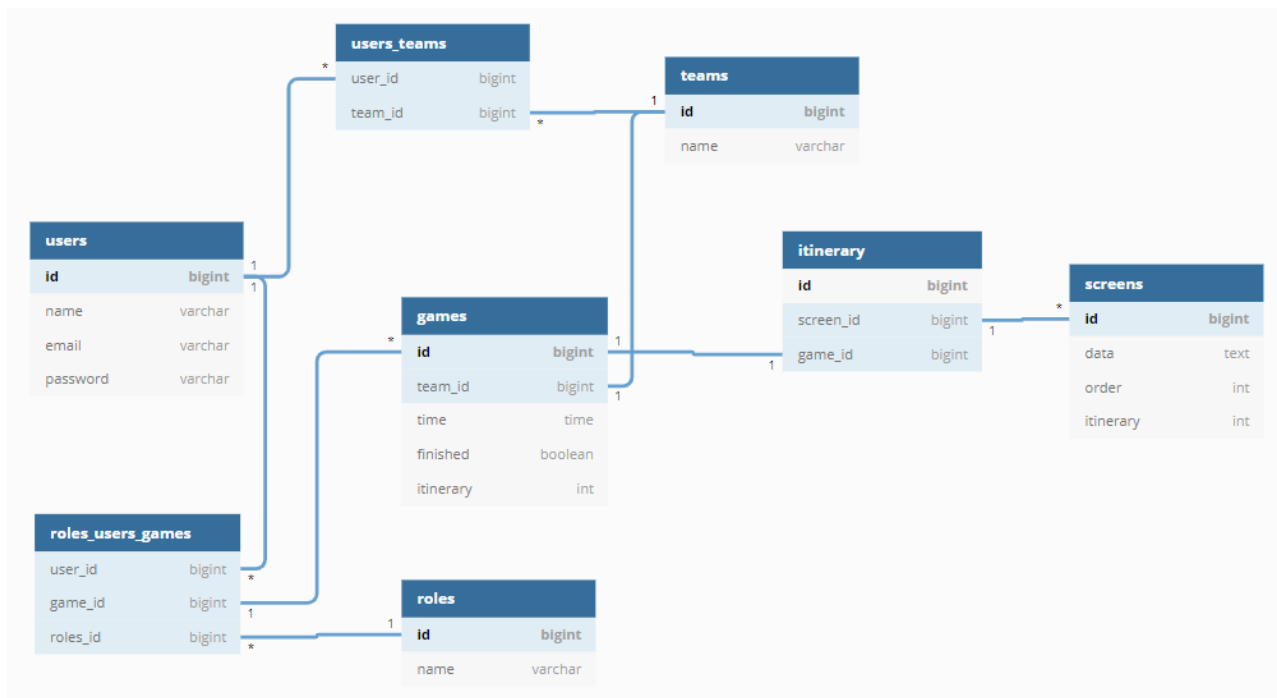 users_teams
user_id bigint
team_id bigint
*
*
teams
id bigint
name varchar
1
users
id bigint
name varchar
email varchar
password varchar
1
1
games
id bigint
team_id bigint
time time
finished boolean
itinerary int
*
1
1
itinerary
id bigint
screen_id bigint
game_id bigint
1
1
screens
id bigint
data text
order int
itinerary int
*
roles_users_games
user_id bigint
game_id bigint
roles_id bigint
*
1
*
roles
id bigint
name varchar
1